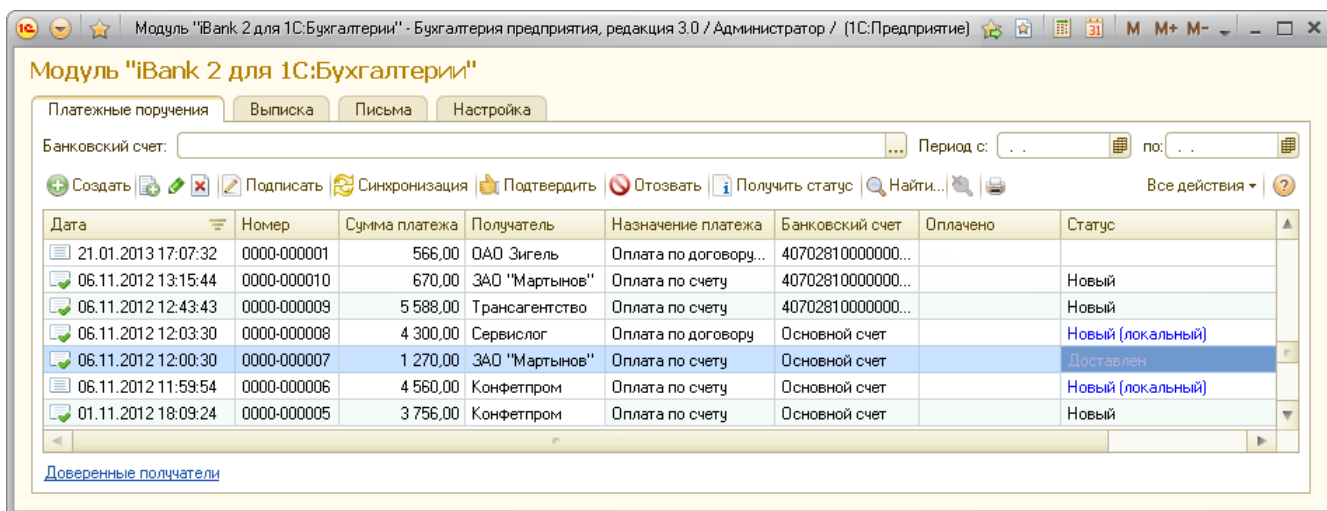 Модуль "iBank 2 для 1С:Бухгалтерии" - Бухгалтерия предприятия, редакция 3.0 / Администратор / (1С:Предприятие) 31 M M+ M-
Модуль "iBank 2 для 1С:Бухгалтерии"
Платежные поручения Выписка Письма Настройка
Банковский счет: ... Период с: . . по: . .
Создать Подписать Синхронизация Подтвердить Отозвать Получить статус Найти... Все действия ?
Дата Номер Сумма платежа Получатель Назначение платежа Банковский счет Оплачено Статус
21.01.2013 17:07:32 0000-000001 566,00 ОАО Зигель Оплата по договору... 40702810000000...
06.11.2012 13:15:44 0000-000010 670,00 ЗАО "Мартынов" Оплата по счету 40702810000000... Новый
06.11.2012 12:43:43 0000-000009 5 588,00 Трансагентство Оплата по счету 40702810000000... Новый
06.11.2012 12:03:30 0000-000008 4 300,00 Сервислог Оплата по договору Основной счет Новый (локальный)
06.11.2012 12:00:30 0000-000007 1 270,00 ЗАО "Мартынов" Оплата по счету Основной счет Доставлен
06.11.2012 11:59:54 0000-000006 4 560,00 Конфетпром Оплата по счету Основной счет Новый (локальный)
01.11.2012 18:09:24 0000-000005 3 756,00 Конфетпром Оплата по счету Основной счет Новый
Доверенные получатели